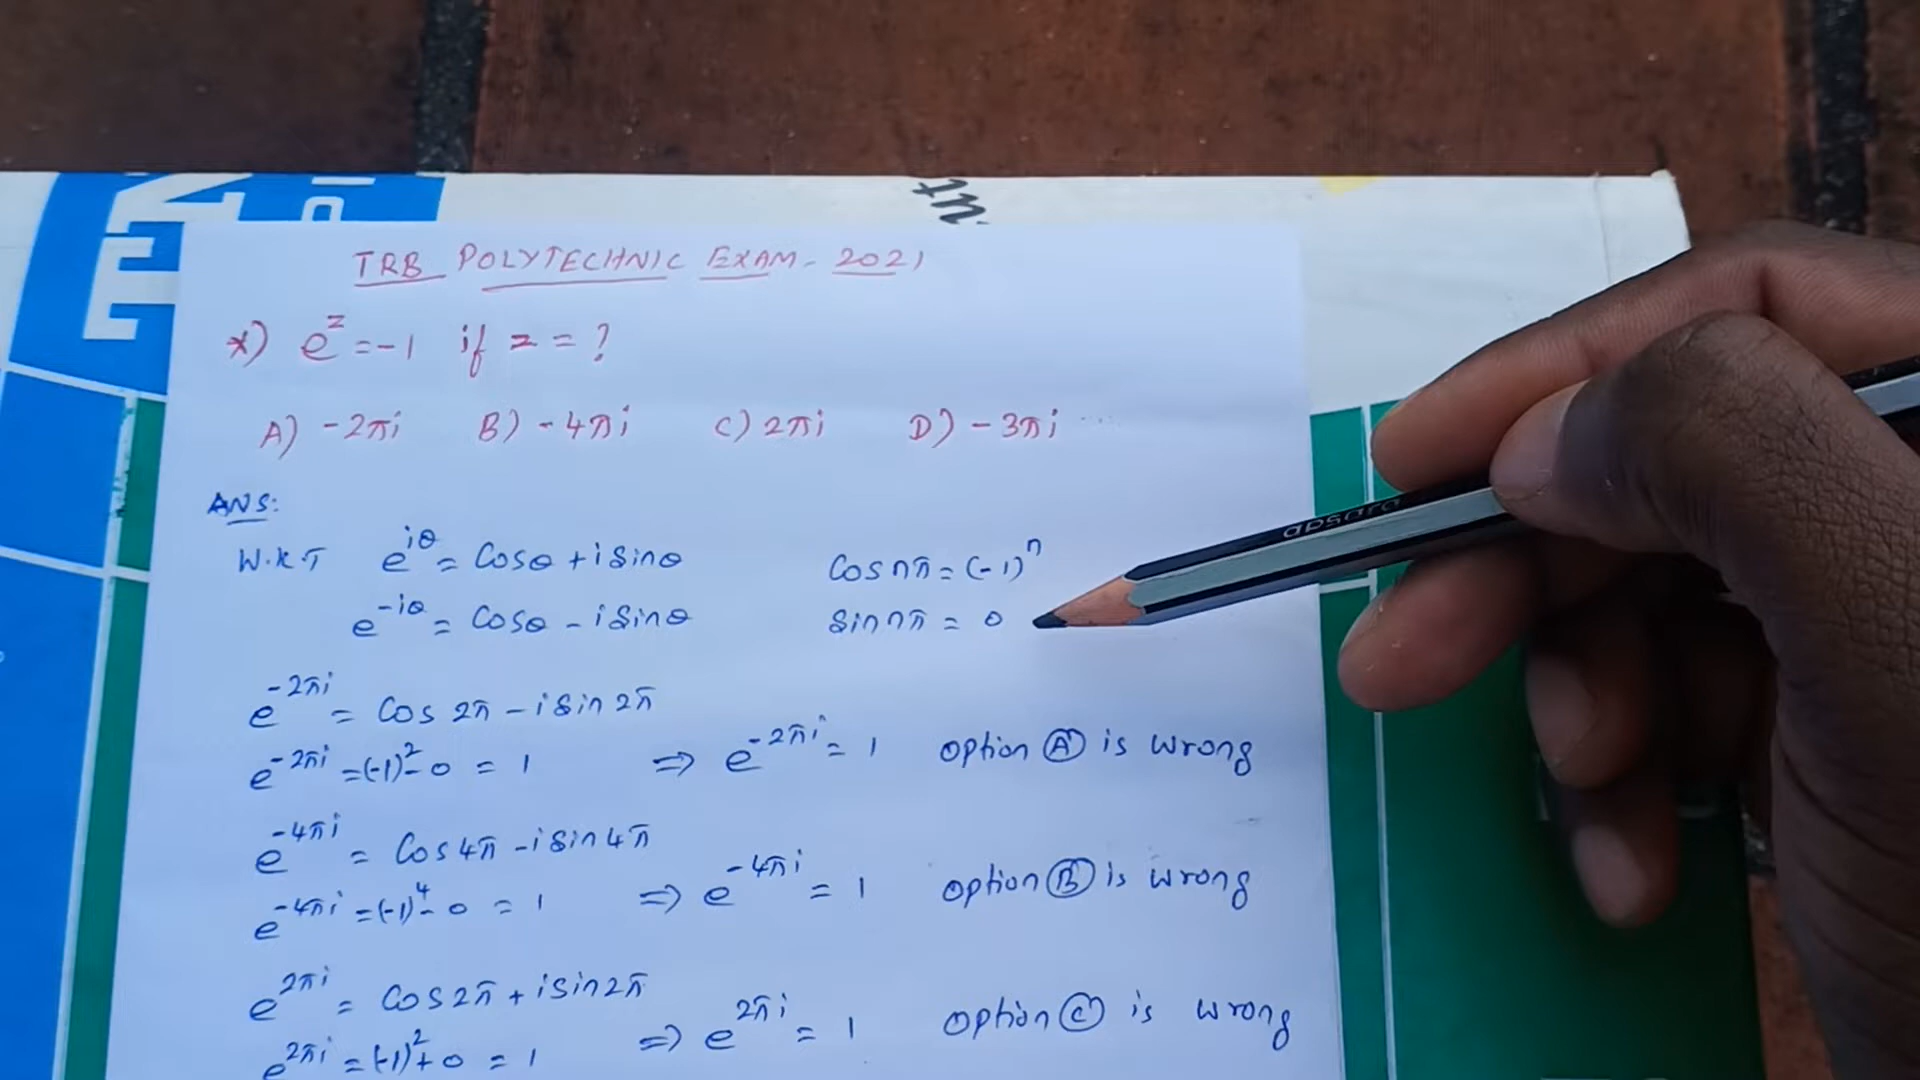 TRB POLYTECHNIC EXAM - 2021
*) e^z = -1 if z = ?
A) -2πi B) -4πi C) 2πi D) -3πi
ANS:
W.K.T e^iθ = Cosθ + i Sinθ Cos nπ = (-1)^n
e^-iθ = Cosθ - i Sinθ Sin nπ = 0
apsara
e^-2πi = Cos 2π - i Sin 2π
e^-2πi = (-1)^2 - 0 = 1 ⇒ e^-2πi = 1 option Ⓐ is wrong
e^-4πi = Cos 4π - i Sin 4π
e^-4πi = (-1)^4 - 0 = 1 ⇒ e^-4πi = 1 option Ⓑ is wrong
e^2πi = Cos 2π + i Sin 2π
e^2πi = (-1)^2 + 0 = 1 ⇒ e^2πi = 1 option Ⓒ is wrong